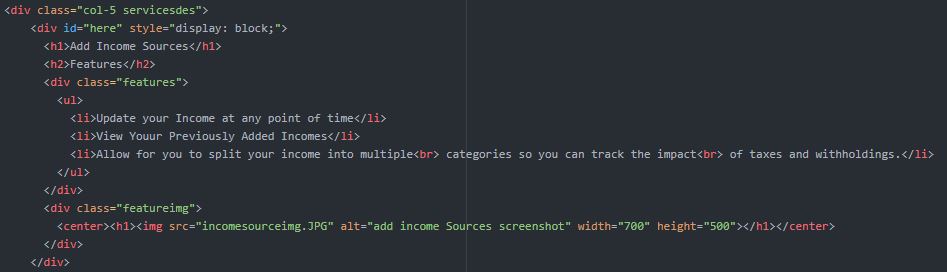 <div class="col-5 servicesdes">
<div id="here" style="display: block;">
<h1>Add Income Sources</h1>
<h2>Features</h2>
<div class="features">
<ul>
<li>Update your Income at any point of time</li>
<li>View Yourur Previously Added Incomes</li>
<li>Allow for you to split your income into multiple<br> categories so you can track the impact<br> of taxes and withholdings.</li>
</ul>
</div>
<div class="featureimg">
<center><h1><img src="incomesourceimg.JPG" alt="add income Sources screenshot" width="700" height="500"></h1></center>
</div>
</div>